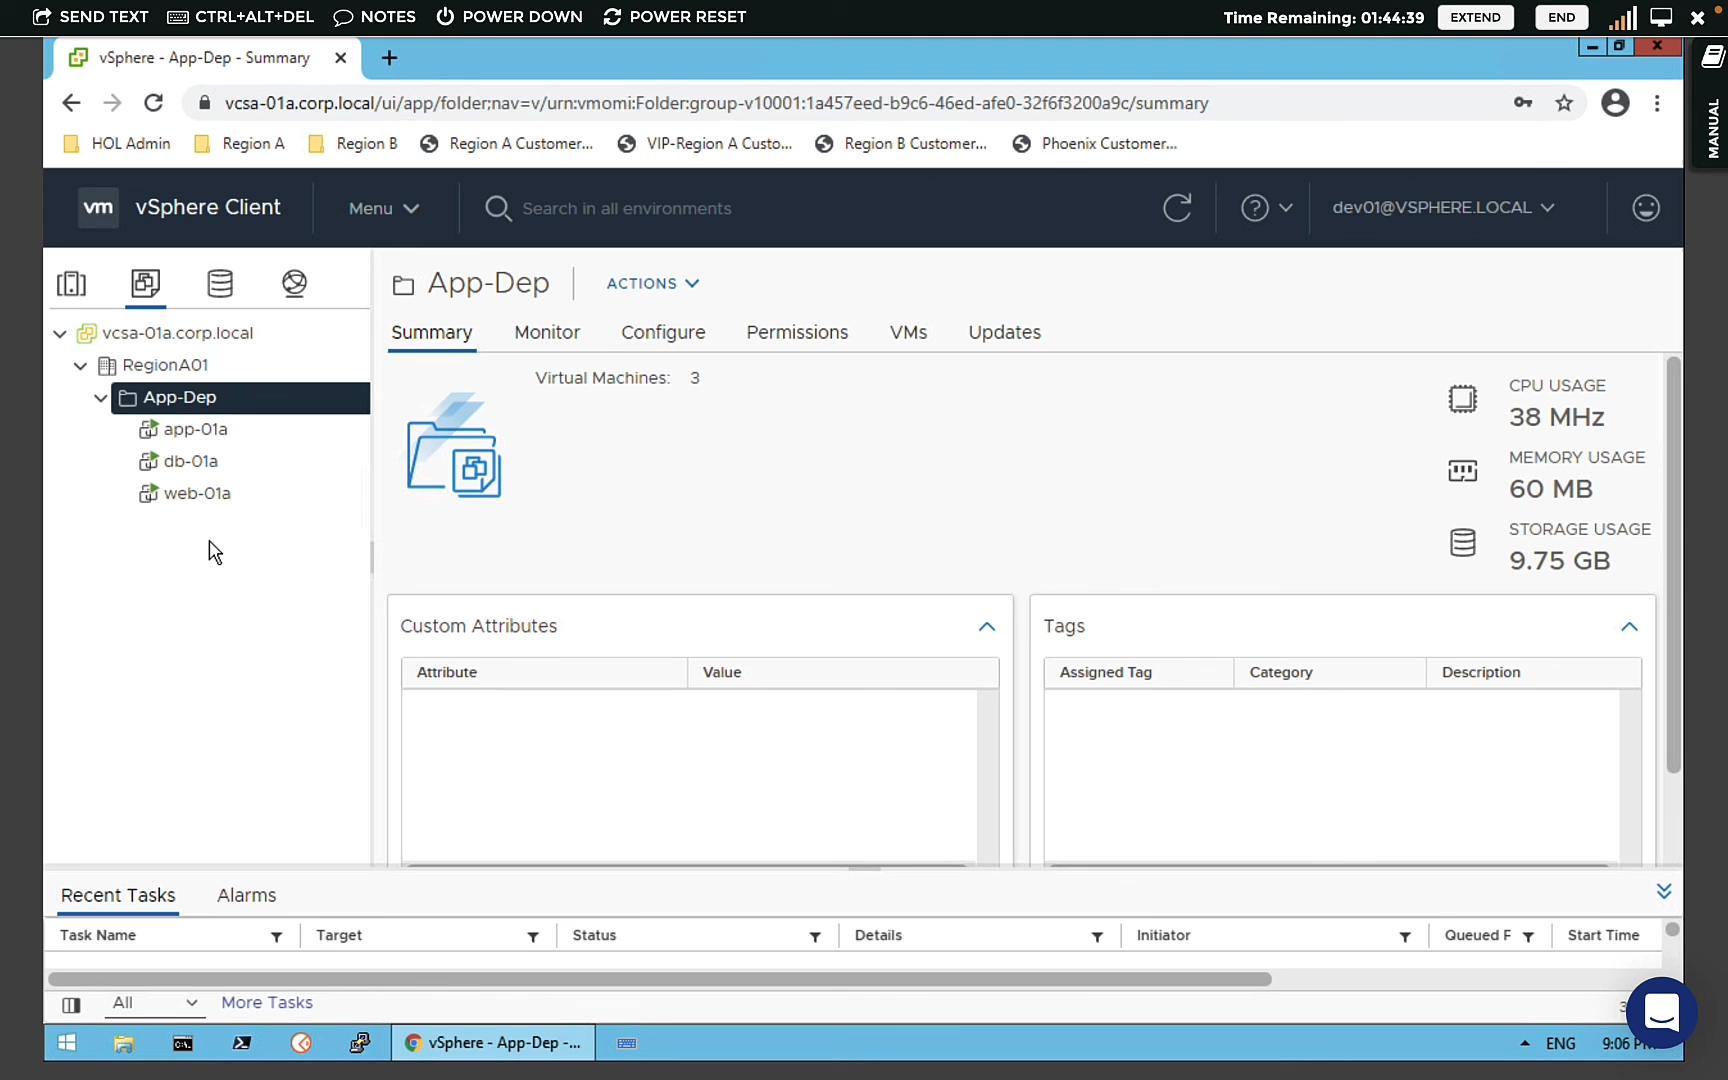 SEND TEXT CTRL+ALT+DEL NOTES POWER DOWN POWER RESET Time Remaining: 01:44:39 EXTEND END
vSphere - App-Dep - Summary
MANUAL
vcsa-01a.corp.local/ui/app/folder;nav=v/urn:vmomi:Folder:group-v10001:1a457eed-b9c6-46ed-afe0-32f6f3200a9c/summary
HOL Admin Region A Region B Region A Customer... VIP-Region A Custo... Region B Customer... Phoenix Customer...
vm vSphere Client Menu Search in all environments dev01@VSPHERE.LOCAL
App-Dep ACTIONS
Summary Monitor Configure Permissions VMs Updates
vcsa-01a.corp.local
RegionA01
App-Dep
app-01a
db-01a
web-01a
Virtual Machines: 3
CPU USAGE
38 MHz
MEMORY USAGE
60 MB
STORAGE USAGE
9.75 GB
Custom Attributes
Attribute Value
Tags
Assigned Tag Category Description
Recent Tasks Alarms
Task Name Target Status Details Initiator Queued F Start Time
All More Tasks
vSphere - App-Dep -... ENG 9:06